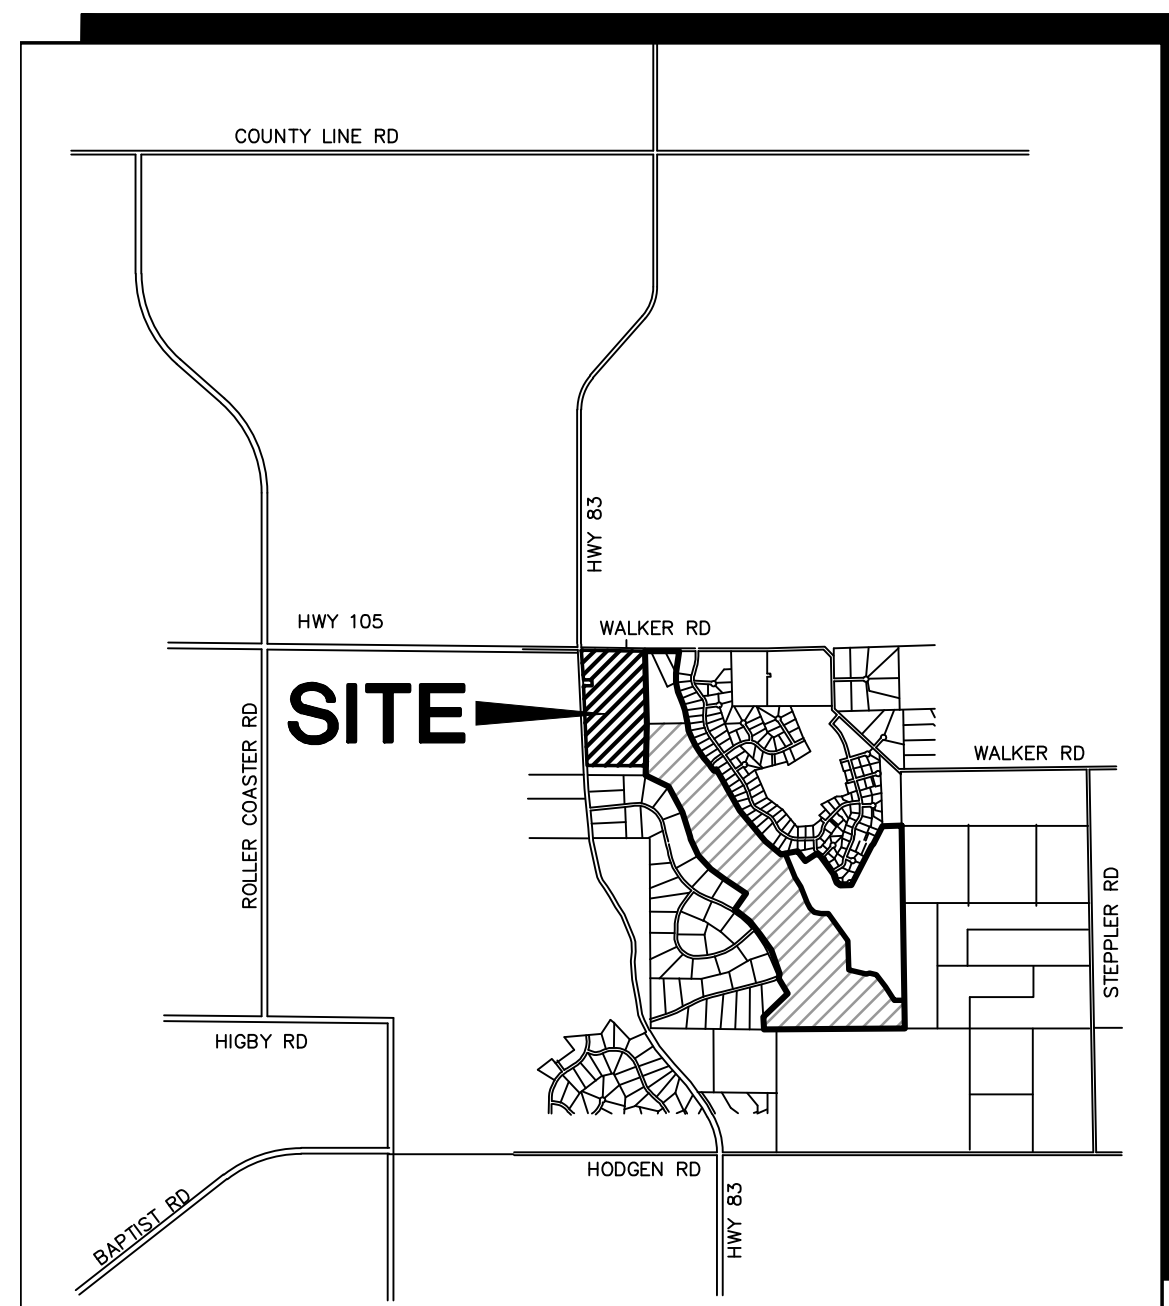 COUNTY LINE RD
HWY 83
HWY 105
WALKER RD
SITE
ROLLER COASTER RD
WALKER RD
STEPPLER RD
HIGBY RD
HODGEN RD
BAPTIST RD
HWY 83